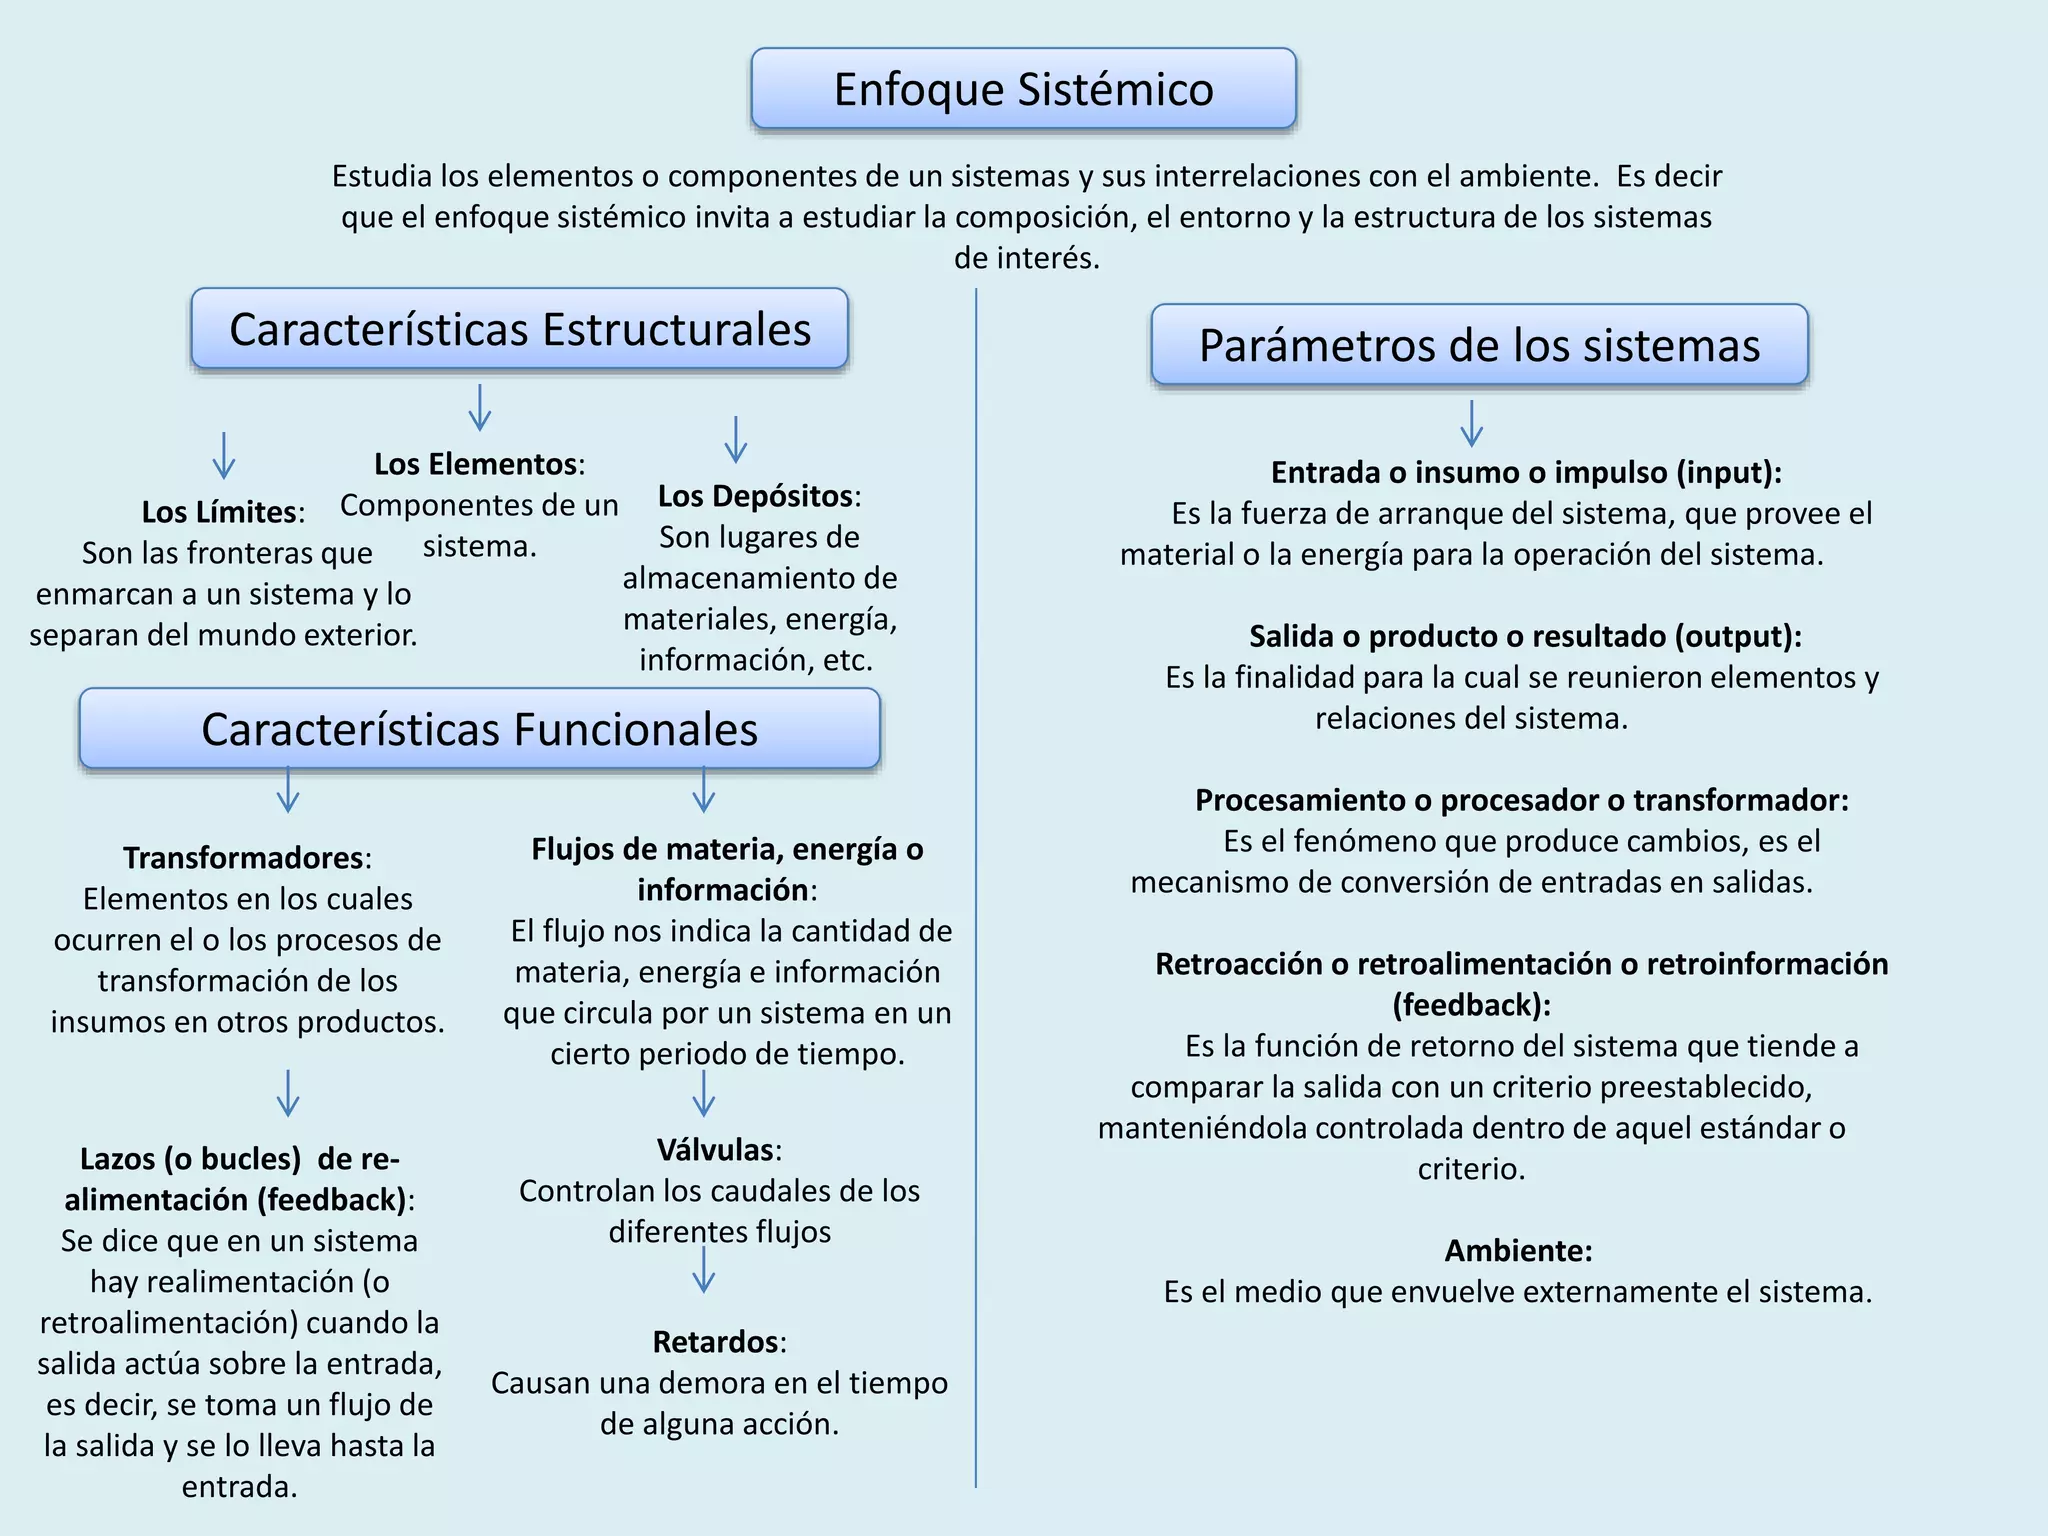 Enfoque Sistémico
Estudia los elementos o componentes de un sistemas y sus interrelaciones con el ambiente.  Es decir
que el enfoque sistémico invita a estudiar la composición, el entorno y la estructura de los sistemas
de interés.
Características Estructurales
Los Límites:
Son las fronteras que
enmarcan a un sistema y lo
separan del mundo exterior.
Los Elementos:
Componentes de un
sistema.
Los Depósitos:
Son lugares de
almacenamiento de
materiales, energía,
información, etc.
Características Funcionales
Transformadores:
Elementos en los cuales
ocurren el o los procesos de
transformación de los
insumos en otros productos.
Lazos (o bucles)  de re-
alimentación (feedback):
Se dice que en un sistema
hay realimentación (o
retroalimentación) cuando la
salida actúa sobre la entrada,
es decir, se toma un flujo de
la salida y se lo lleva hasta la
entrada.
Flujos de materia, energía o
información:
El flujo nos indica la cantidad de
materia, energía e información
que circula por un sistema en un
cierto periodo de tiempo.
Válvulas:
Controlan los caudales de los
diferentes flujos
Retardos:
Causan una demora en el tiempo
de alguna acción.
Parámetros de los sistemas
Entrada o insumo o impulso (input):
Es la fuerza de arranque del sistema, que provee el
material o la energía para la operación del sistema.
Salida o producto o resultado (output):
Es la finalidad para la cual se reunieron elementos y
relaciones del sistema.
Procesamiento o procesador o transformador:
Es el fenómeno que produce cambios, es el
mecanismo de conversión de entradas en salidas.
Retroacción o retroalimentación o retroinformación
(feedback):
Es la función de retorno del sistema que tiende a
comparar la salida con un criterio preestablecido,
manteniéndola controlada dentro de aquel estándar o
criterio.
Ambiente:
Es el medio que envuelve externamente el sistema.